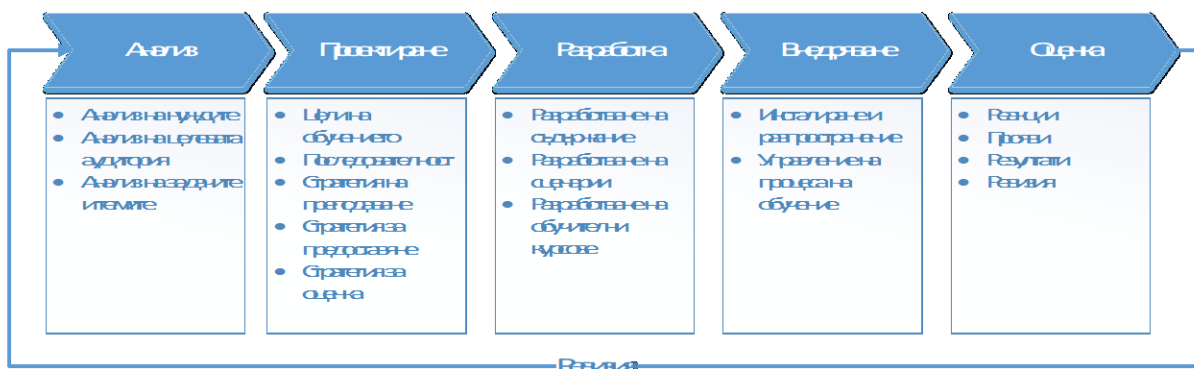 Анализ
Проектиране
Разработка
Внедряване
Оценка
Анализ на нуждите
Анализ на целевата
аудитория
Анализ на задачите
и темите
Цели на
обучението
Последователност
Стратегия на
преподаване
Стратегия за
предоставяне
Стратегия за
оценка
Разработване на
съдържание
Разработване на
сценарии
Разработване на
обучителни
курсове
Инсталиране и
разпространение
Управление на
процеса на
обучение
Реакции
Прояви
Резултати
Ревизия
Ревизия